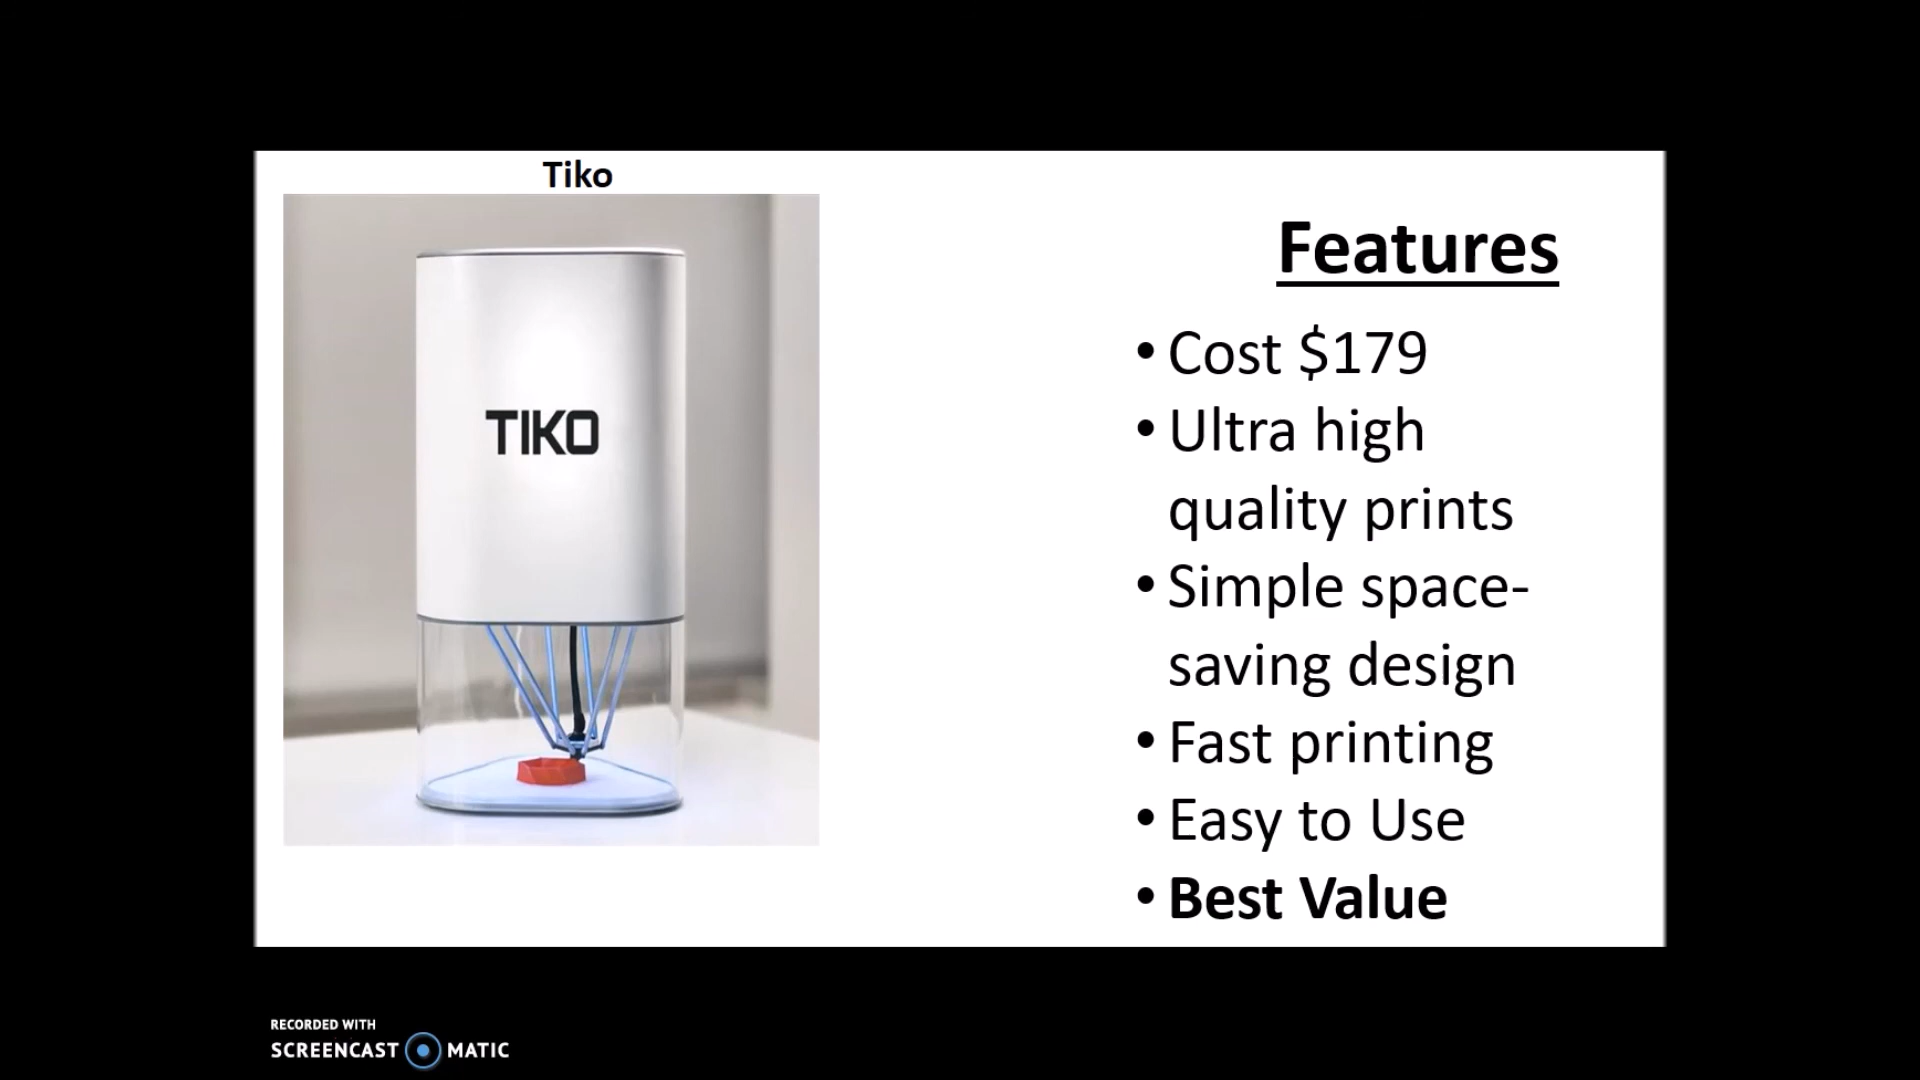 Tiko
TIKO
Features
• Cost $179
• Ultra high
quality prints
• Simple space-
saving design
• Fast printing
• Easy to Use
• Best Value
RECORDED WITH
SCREENCAST MATIC